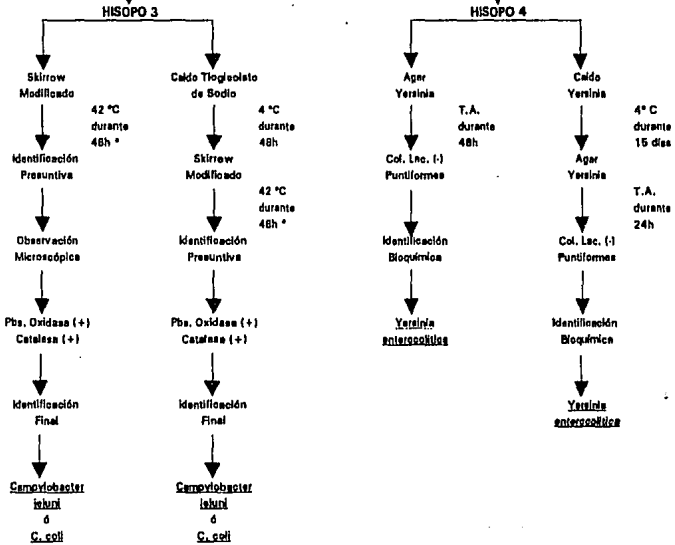 HISOPO 3
Skirrow
Modificado
42 °C
durante
48h *
Identificación
Presuntiva
Observación
Microscópica
Pbs. Oxidasa (+)
Catalasa (+)
Identificación
Final
Campylobacter
jejuni
ó
C. coli
Caldo Tioglicolato
de Sodio
4 °C
durante
48h
Skirrow
Modificado
42 °C
durante
48h *
Identificación
Presuntiva
Pbs. Oxidasa (+)
Catalasa (+)
Identificación
Final
Campylobacter
jejuni
ó
C. coli
HISOPO 4
Agar
Yersinia
T.A.
durante
48h
Col. Lac. (-)
Puntiformes
Identificación
Bioquímica
Yersinia
enterocolitica
Caldo
Yersinia
4° C
durante
15 días
Agar
Yersinia
T.A.
durante
24h
Col. Lac. (-)
Puntiformes
Identificación
Bioquímica
Yersinia
enterocolitica